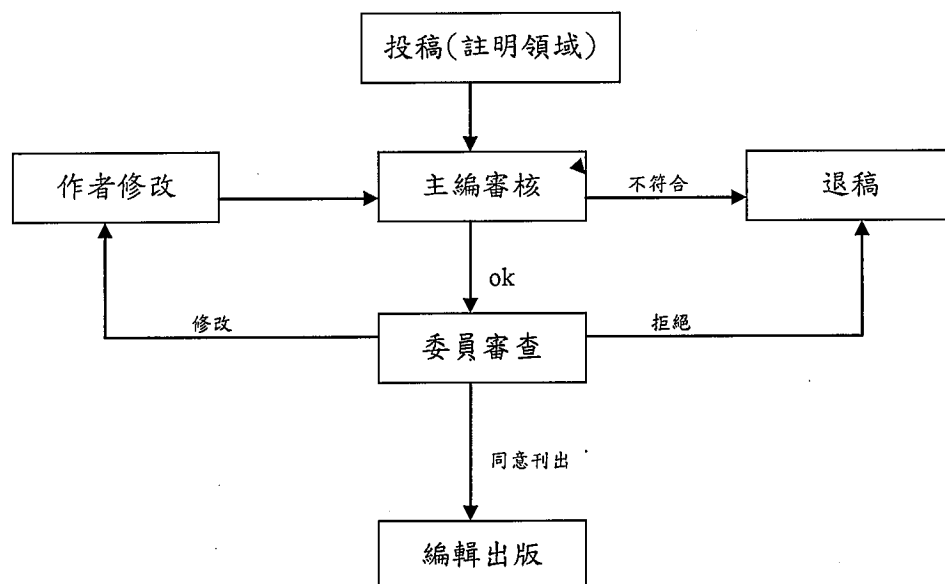 投稿(註明領域)
作者修改
主編審核
不符合
退稿
ok
修改
委員審查
拒絕
同意刊出
編輯出版